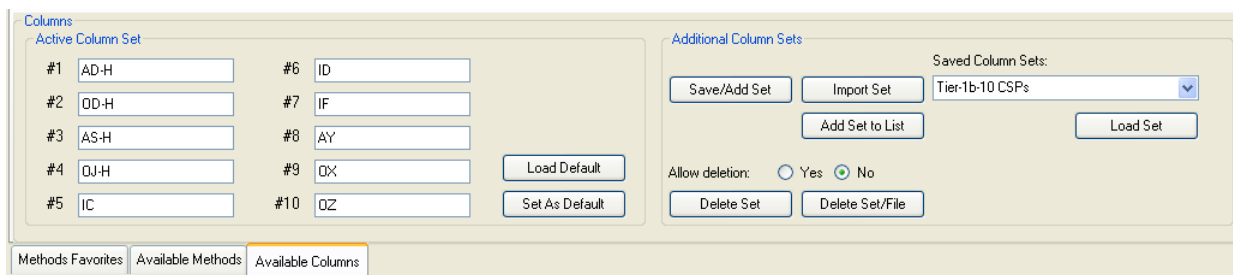 Columns
Active Column Set
#1 AD-H
#2 OD-H
#3 AS-H
#4 OJ-H
#5 IC
#6 ID
#7 IF
#8 AY
#9 OX
#10 OZ
Load Default
Set As Default
Additional Column Sets
Saved Column Sets:
Save/Add Set Import Set Tier-1b-10 CSPs
Add Set to List Load Set
Allow deletion: Yes No
Delete Set Delete Set/File
Methods Favorites Available Methods Available Columns